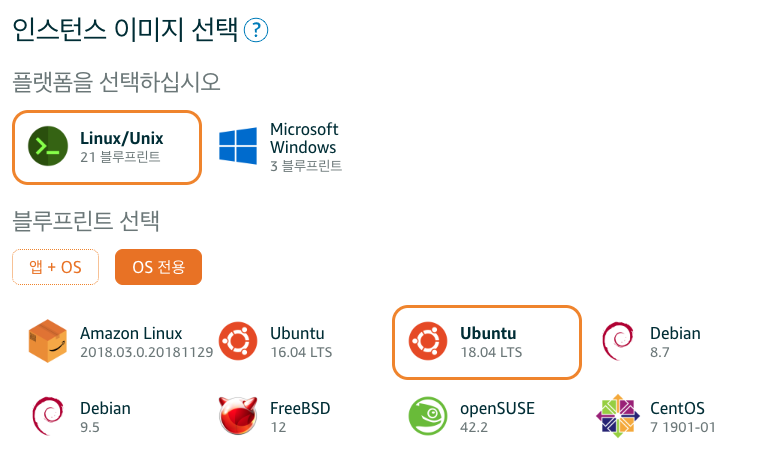 인스턴스 이미지 선택 ?
플랫폼을 선택하십시오
Linux/Unix
21 블루프린트
Microsoft
Windows
3 블루프린트
블루프린트 선택
앱 + OS
OS 전용
Amazon Linux
2018.03.0.20181129
Ubuntu
16.04 LTS
Ubuntu
18.04 LTS
Debian
8.7
Debian
9.5
FreeBSD
12
openSUSE
42.2
CentOS
7 1901-01